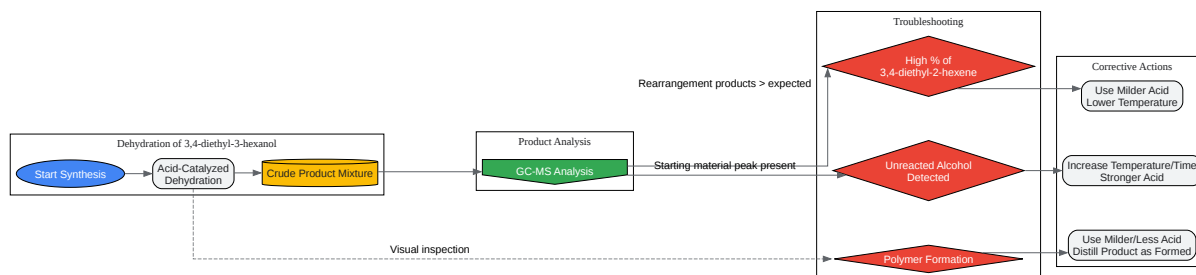 Troubleshooting
High % of
3,4-diethyl-2-hexene
Corrective Actions
Rearrangement products > expected
Use Milder Acid
Lower Temperature
Dehydration of 3,4-diethyl-3-hexanol
Product Analysis
Start Synthesis
Acid-Catalyzed
Dehydration
Crude Product Mixture
GC-MS Analysis
Starting material peak present
Unreacted Alcohol
Detected
Increase Temperature/Time
Stronger Acid
Visual inspection
Polymer Formation
Use Milder/Less Acid
Distill Product as Formed